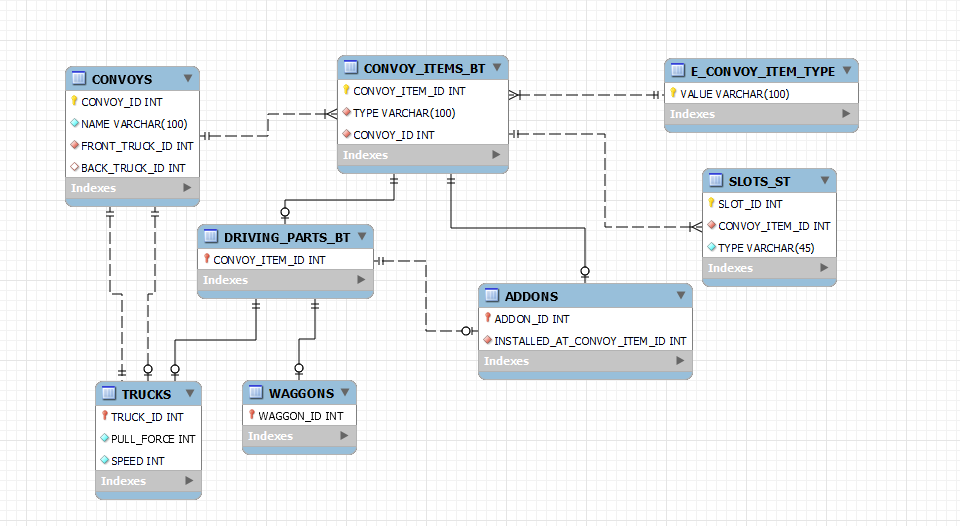 CONVOYS
CONVOY_ID INT
NAME VARCHAR(100)
FRONT_TRUCK_ID INT
BACK_TRUCK_ID INT
Indexes
CONVOY_ITEMS_BT
CONVOY_ITEM_ID INT
TYPE VARCHAR(100)
CONVOY_ID INT
Indexes
E_CONVOY_ITEM_TYPE
VALUE VARCHAR(100)
Indexes
SLOTS_ST
SLOT_ID INT
CONVOY_ITEM_ID INT
TYPE VARCHAR(45)
Indexes
DRIVING_PARTS_BT
CONVOY_ITEM_ID INT
Indexes
ADDONS
ADDON_ID INT
INSTALLED_AT_CONVOY_ITEM_ID INT
Indexes
TRUCKS
TRUCK_ID INT
PULL_FORCE INT
SPEED INT
Indexes
WAGGONS
WAGGON_ID INT
Indexes